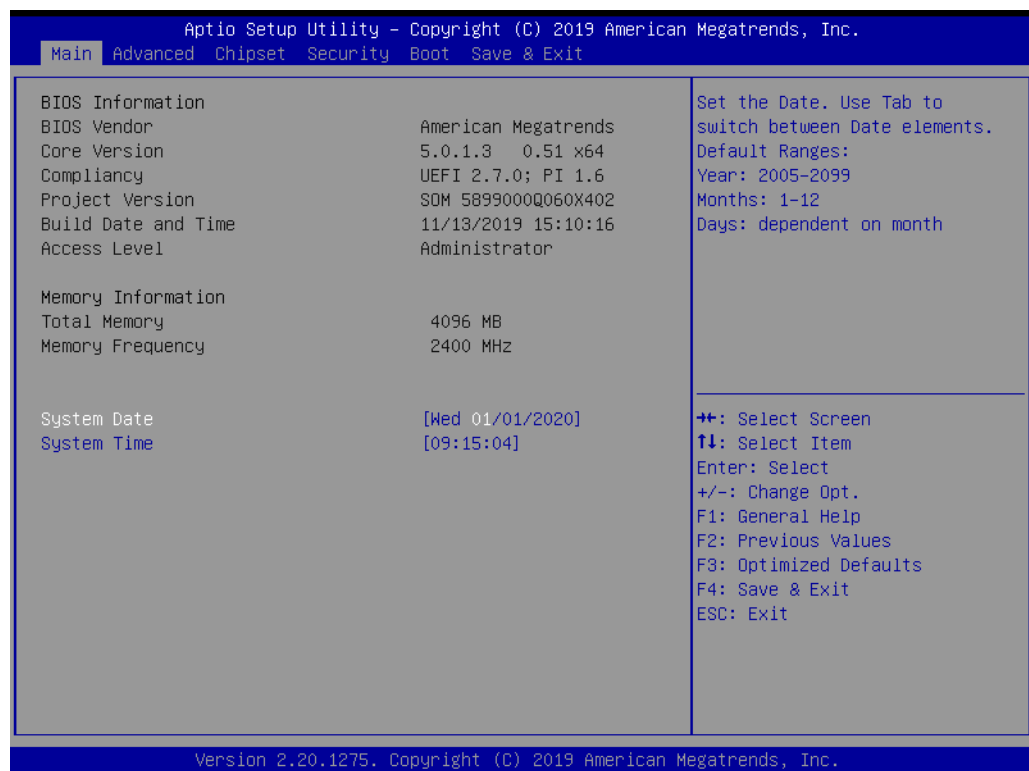 Aptio Setup Utility – Copyright (C) 2019 American Megatrends, Inc.
Main Advanced Chipset Security Boot Save & Exit
BIOS Information
BIOS Vendor American Megatrends
Core Version 5.0.1.3 0.51 x64
Compliancy UEFI 2.7.0; PI 1.6
Project Version SOM 5899000Q060X402
Build Date and Time 11/13/2019 15:10:16
Access Level Administrator
Memory Information
Total Memory 4096 MB
Memory Frequency 2400 MHz
System Date [Wed 01/01/2020]
System Time [09:15:04]
Set the Date. Use Tab to
switch between Date elements.
Default Ranges:
Year: 2005–2099
Months: 1–12
Days: dependent on month
→←: Select Screen
↑↓: Select Item
Enter: Select
+/–: Change Opt.
F1: General Help
F2: Previous Values
F3: Optimized Defaults
F4: Save & Exit
ESC: Exit
Version 2.20.1275. Copyright (C) 2019 American Megatrends, Inc.